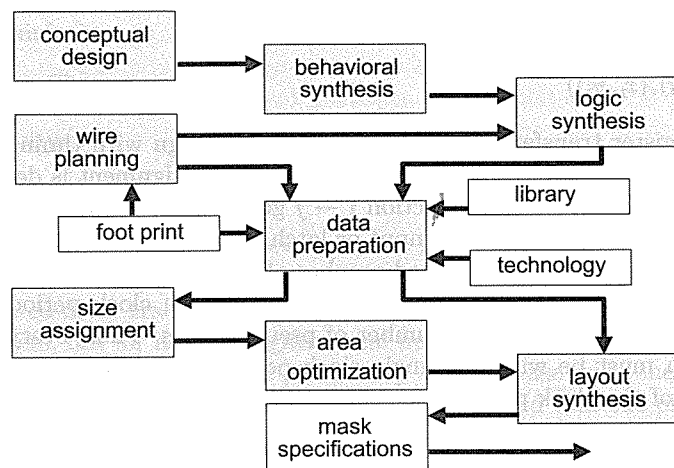 conceptual
design
behavioral
synthesis
logic
synthesis
wire
planning
library
foot print
data
preparation
technology
size
assignment
area
optimization
layout
synthesis
mask
specifications